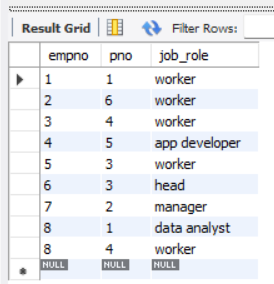 Result Grid Filter Rows:
empno pno job_role
1 1 worker
2 6 worker
3 4 worker
4 5 app developer
5 3 worker
6 3 head
7 2 manager
8 1 data analyst
8 4 worker
NULL NULL NULL